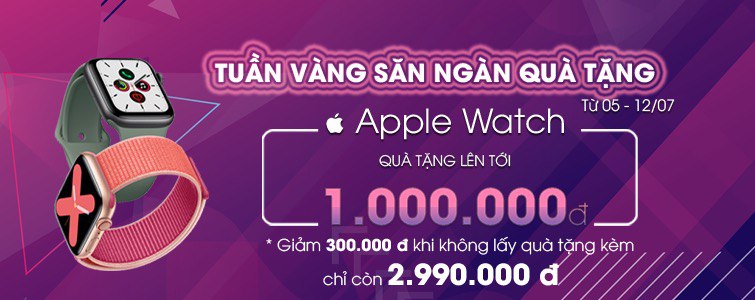 TUẦN VÀNG SĂN NGÀN QUÀ TẶNG
Từ 05 - 12/07
Apple Watch
QUÀ TẶNG LÊN TỚI
1.000.000đ
* Giảm 300.000 đ khi không lấy quà tặng kèm
chỉ còn 2.990.000 đ